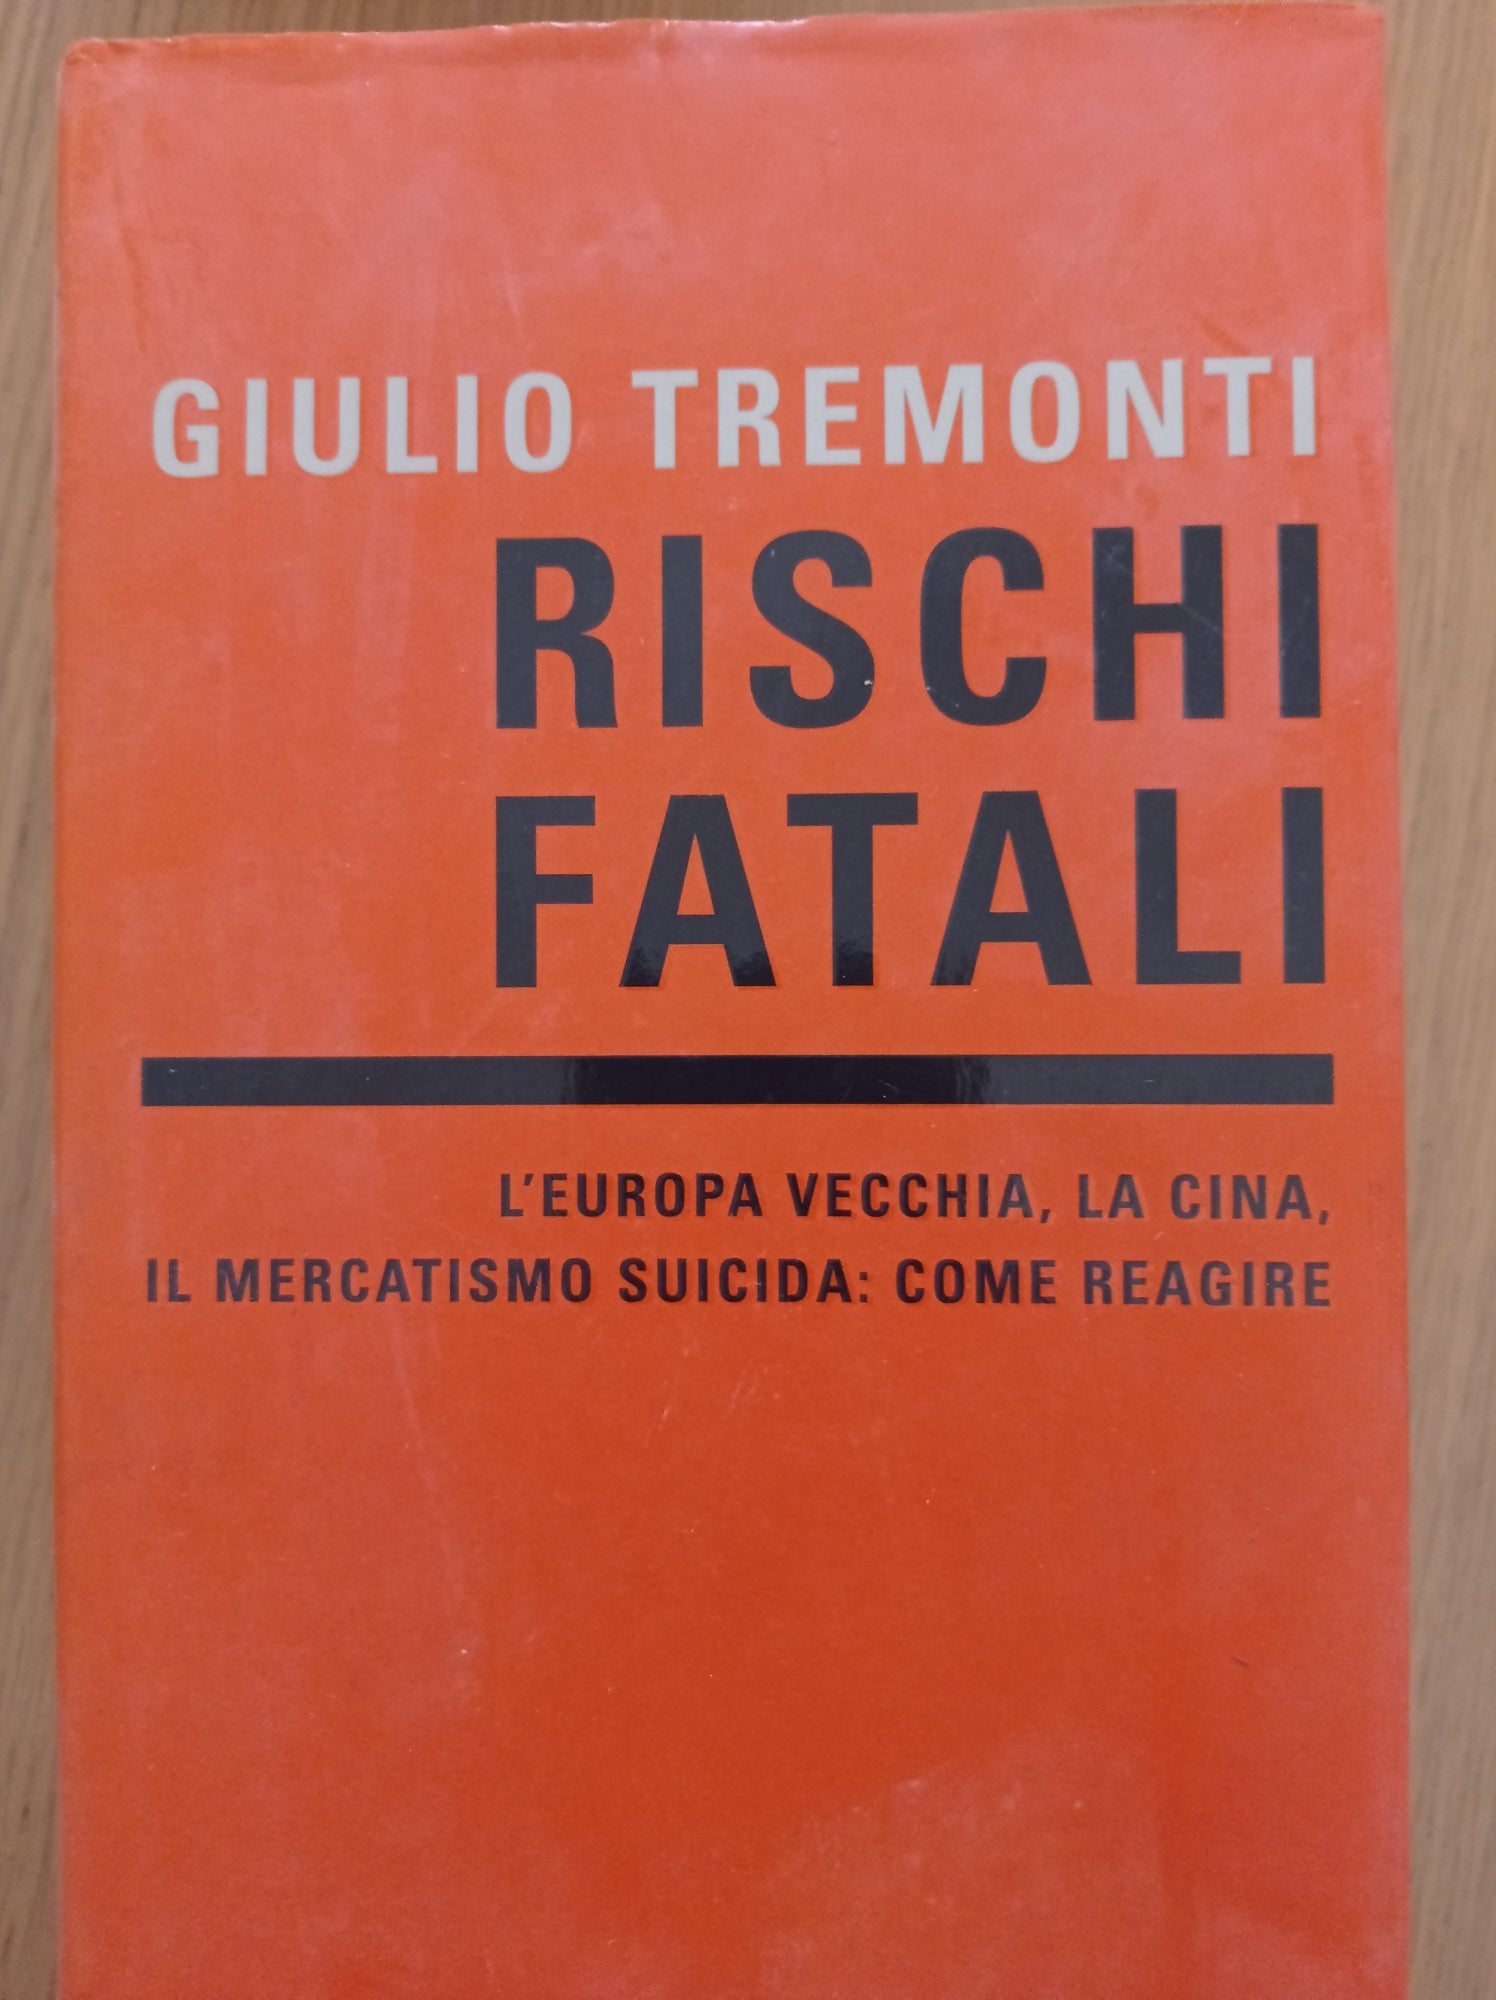 GIULIO TREMONTI
RISCHI
FATALI
L'EUROPA VECCHIA, LA CINA,
IL MERCATISMO SUICIDA: COME REAGIRE